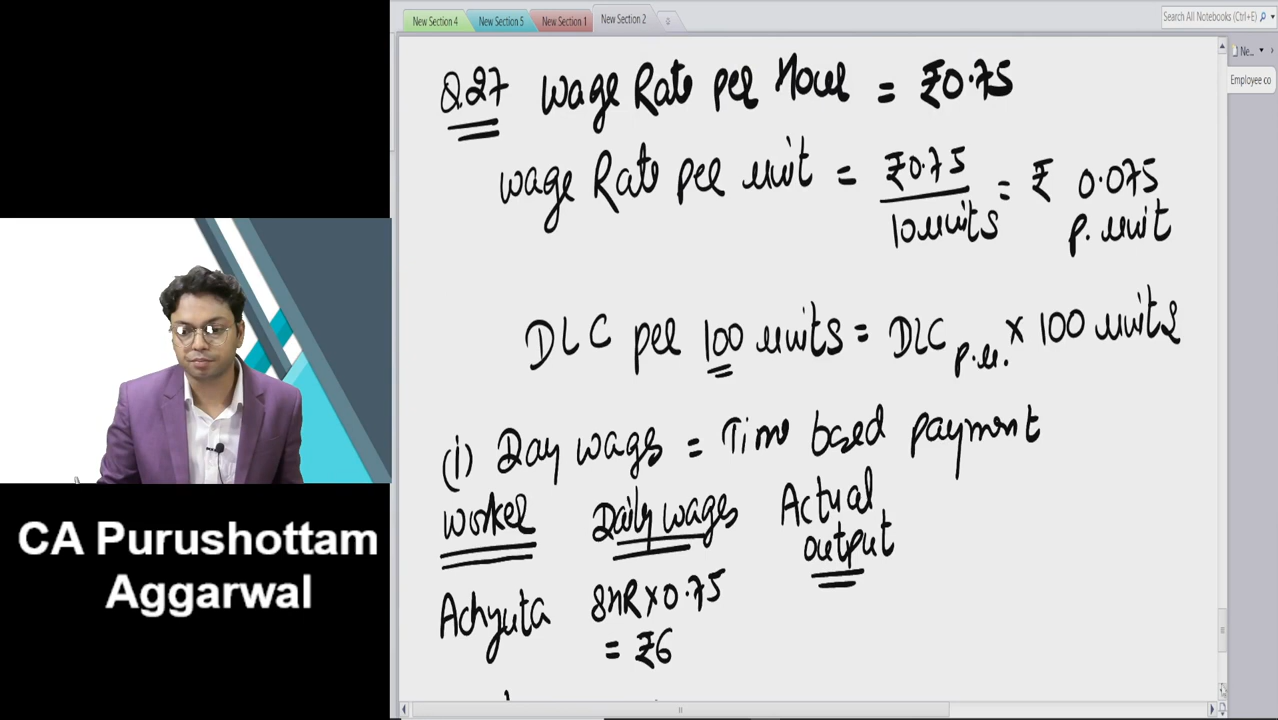 New Section 4
New Section 5
New Section 1
New Section 2
Search All Notebooks (Ctrl+E)
Ne...
Employee co
Q.27 Wage Rate per Hour = ₹0.75
Wage Rate per unit = ₹0.75 / 10 units = ₹ 0.075 p. unit
DLC per 100 units = DLC p.u. × 100 units
(i) Day wags = Time based payment
Worker Daily wages Actual output
Achyuta 8HR × 0.75
= ₹6
CA Purushottam
Aggarwal